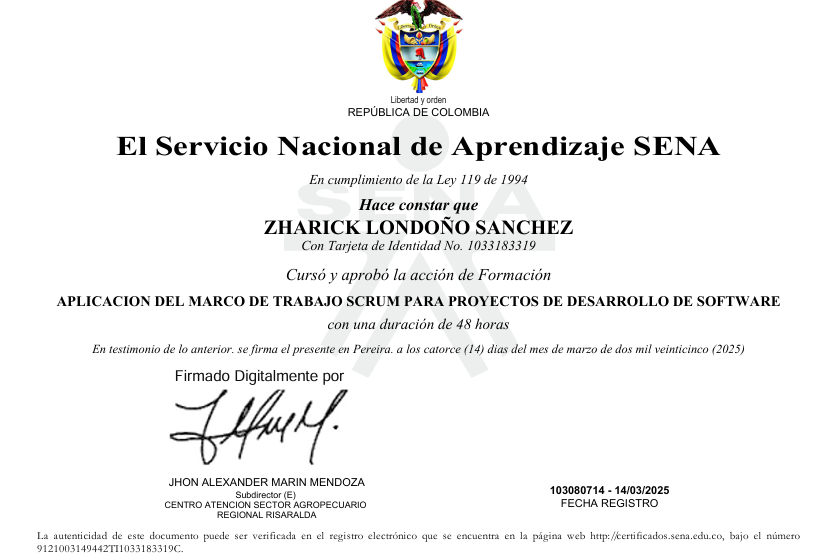 Libertad y orden
REPÚBLICA DE COLOMBIA
El Servicio Nacional de Aprendizaje SENA
En cumplimiento de la Ley 119 de 1994
Hace constar que
ZHARICK LONDOÑO SANCHEZ
Con Tarjeta de Identidad No. 1033183319
Cursó y aprobó la acción de Formación
APLICACION DEL MARCO DE TRABAJO SCRUM PARA PROYECTOS DE DESARROLLO DE SOFTWARE
con una duración de 48 horas
En testimonio de lo anterior. se firma el presente en Pereira. a los catorce (14) dias del mes de marzo de dos mil veinticinco (2025)
SENA
Firmado Digitalmente por
JHON ALEXANDER MARIN MENDOZA
Subdirector (E)
CENTRO ATENCION SECTOR AGROPECUARIO
REGIONAL RISARALDA
103080714 - 14/03/2025
FECHA REGISTRO
La autenticidad de este documento puede ser verificada en el registro electrónico que se encuentra en la página web http://certificados.sena.edu.co, bajo el número
9121003149442TI1033183319C.